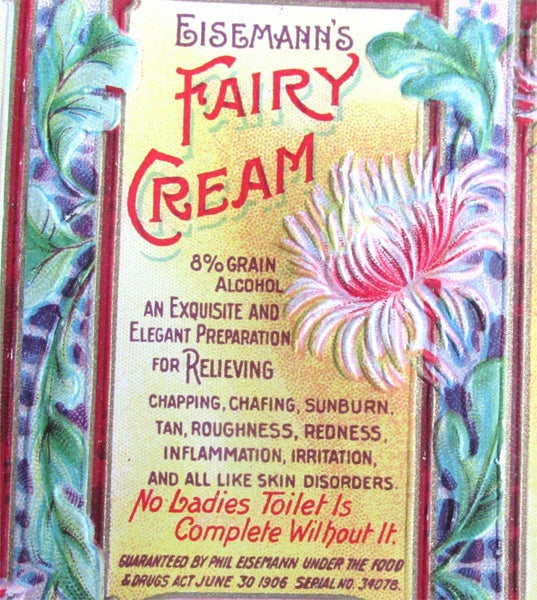 EISEMANN'S
FAIRY
CREAM
8% GRAIN
ALCOHOL
AN EXQUISITE AND
ELEGANT PREPARATION
FOR RELIEVING
CHAPPING, CHAFING, SUNBURN,
TAN, ROUGHNESS, REDNESS,
INFLAMMATION, IRRITATION,
AND ALL LIKE SKIN DISORDERS.
No Ladies Toilet Is
Complete Without It.
GUARANTEED BY PHIL EISEMANN UNDER THE FOOD
& DRUGS ACT JUNE 30 1906 SERIAL NO. 34078.